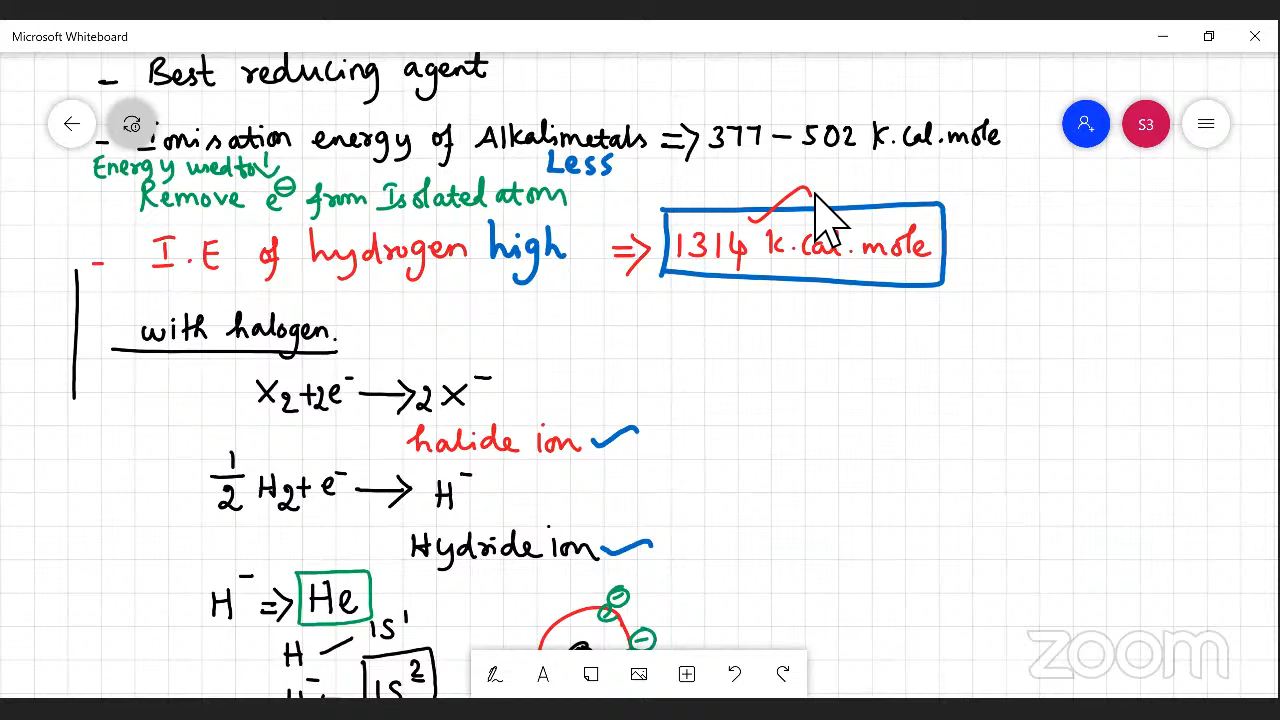 Microsoft Whiteboard
- Best reducing agent
- Ionisation energy of Alkalimetals => 377 - 502 k.Cal.mole
Energy used to
Less
Remove e⊖ from Isolated atom
- I.E of hydrogen high => 1314 k.Cal.mole
S3
with halogen.
X2 + 2e⁻ → 2X⁻
halide ion ✓
1/2 H2 + e⁻ → H⁻
Hydride ion ✓
H⁻ => He
H - 1s¹
H⁻ - 1s²
zoom